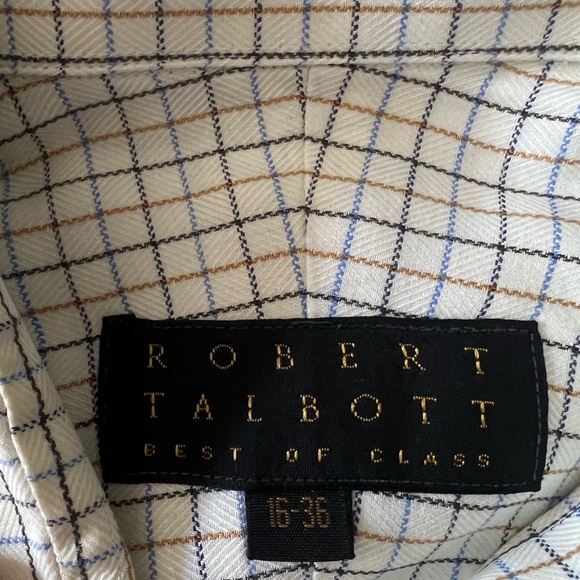 ROBERT
TALBOTT
BEST OF CLASS
16-36